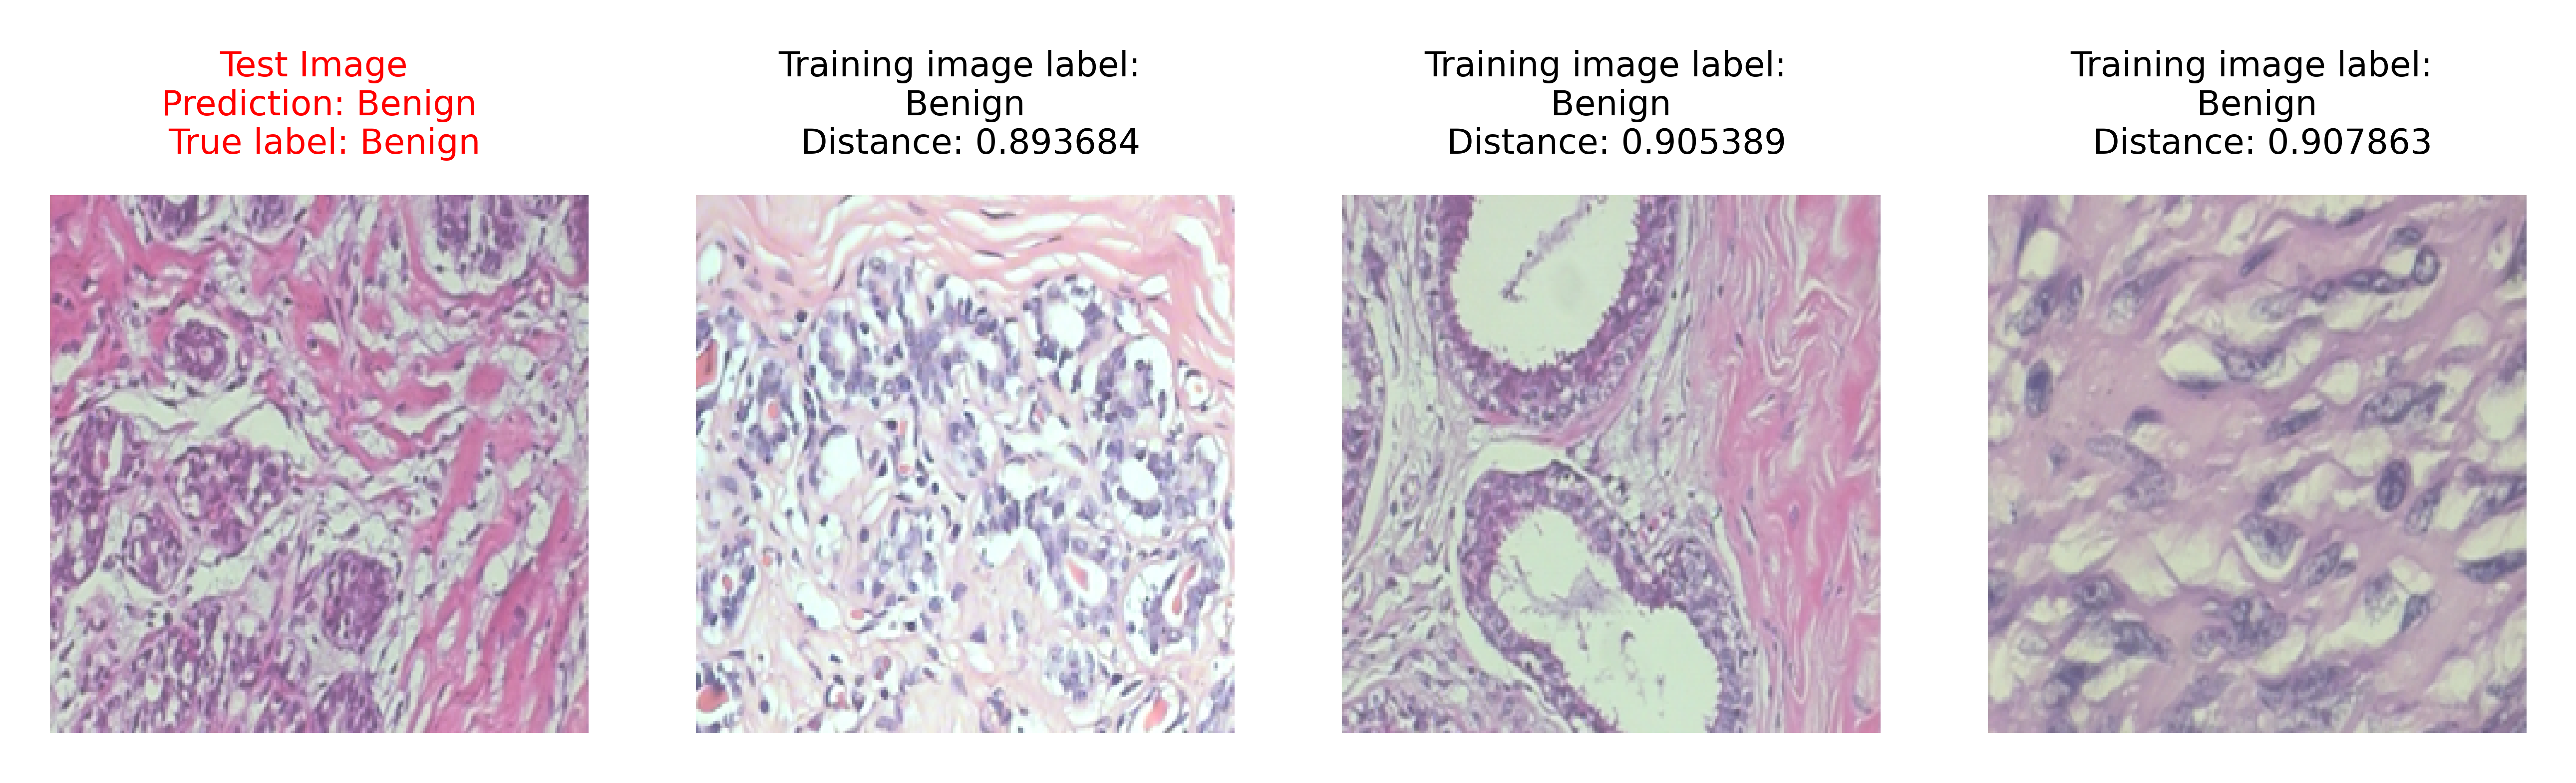 Test Image
Prediction: Benign
True label: Benign
Training image label:
Benign
Distance: 0.893684
Training image label:
Benign
Distance: 0.905389
Training image label:
Benign
Distance: 0.907863